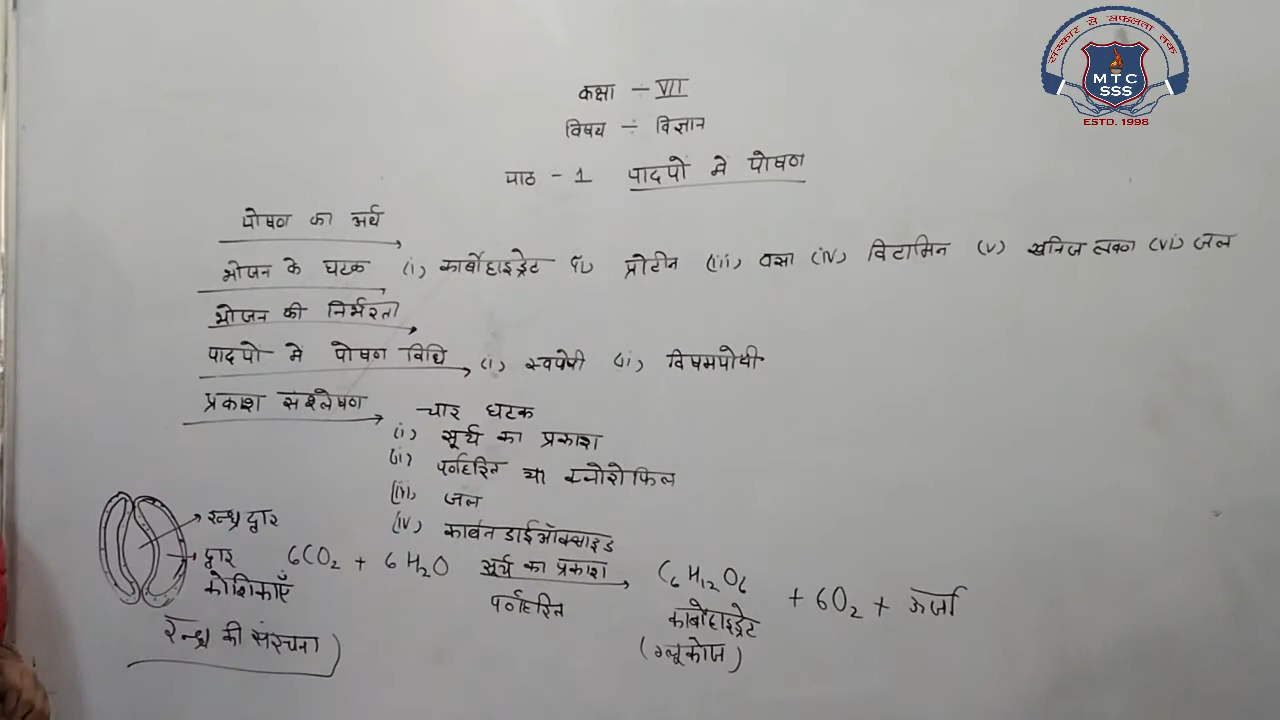 संस्कार से सफलता तक
MTC
SSS
ESTD. 1998
कक्षा - VII
विषय ÷ विज्ञान
पाठ - 1 पादपों में पोषण
पोषण का अर्थ
भोजन के घटक (i) कार्बोहाइड्रेट (ii) प्रोटीन (iii) वसा (iv) विटामिन (v) खनिज लवण (vi) जल
भोजन की निर्भरता
पादपों में पोषण विधि (i) स्वपोषी (ii) विषमपोषी
प्रकाश संश्लेषण चार घटक
(i) सूर्य का प्रकाश
(ii) पर्णहरित या क्लोरोफिल
(iii) जल
(iv) कार्बन डाईऑक्साइड
रन्ध्र द्वार
द्वार कोशिकाएँ
रन्ध्र की संरचना
6CO₂ + 6H₂O सूर्य का प्रकाश C₆H₁₂O₆ + 6O₂ + ऊर्जा
पर्णहरित कार्बोहाइड्रेट
(ग्लूकोज)